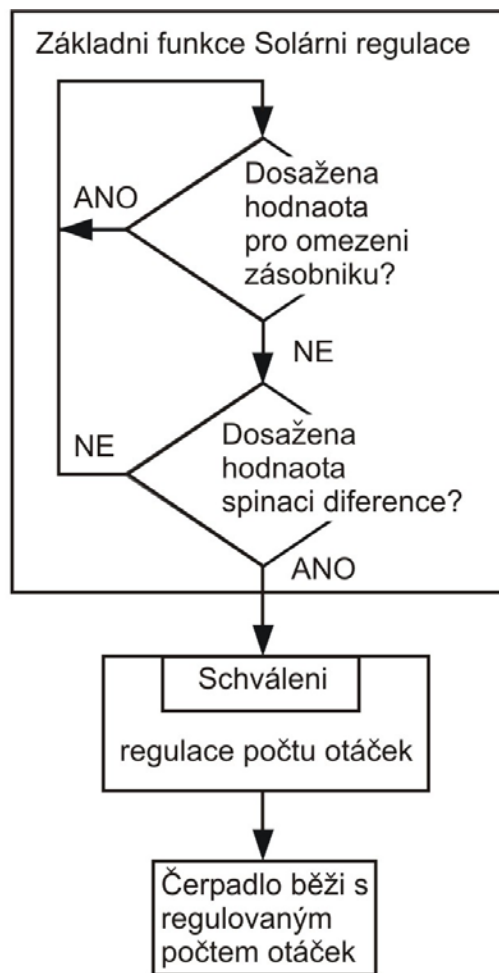 Základni funkce Solárni regulace
ANO
Dosažena
hodnaota
pro omezeni
zásobniku?
NE
NE
Dosažena
hodnaota
spinaci diference?
ANO
Schváleni
regulace počtu otáček
Čerpadlo běži s
regulovaným
počtem otáček